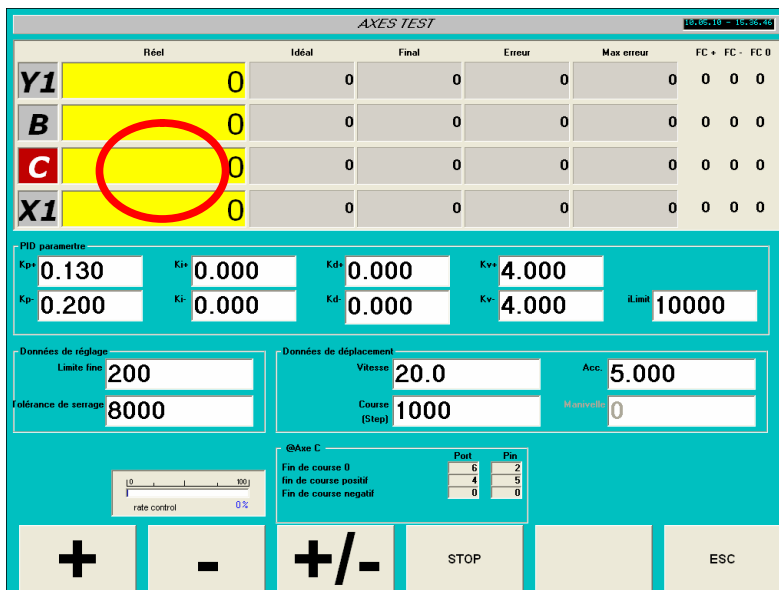 AXES TEST
10.06.10 - 15.36.46
Réel Idéal Final Erreur Max erreur FC + FC - FC 0
Y1 0 0 0 0 0 0 0 0
B 0 0 0 0 0 0 0 0
C 0 0 0 0 0 0 0 0
X1 0 0 0 0 0 0 0 0
PID paramertre
Kp+ 0.130 Ki+ 0.000 Kd+ 0.000 Kv+ 4.000
Kp- 0.200 Ki- 0.000 Kd- 0.000 Kv- 4.000 iLimit 10000
Données de réglage
Limite fine 200
Tolérance de serrage 8000
Données de déplacement
Vitesse 20.0 Acc. 5.000
Course (Step) 1000 Manivelle 0
@Axe C Port Pin
Fin de course 0 6 2
fin de course positif 4 5
Fin de course negatif 0 0
0 100
rate control 0%
+ - +/- STOP ESC